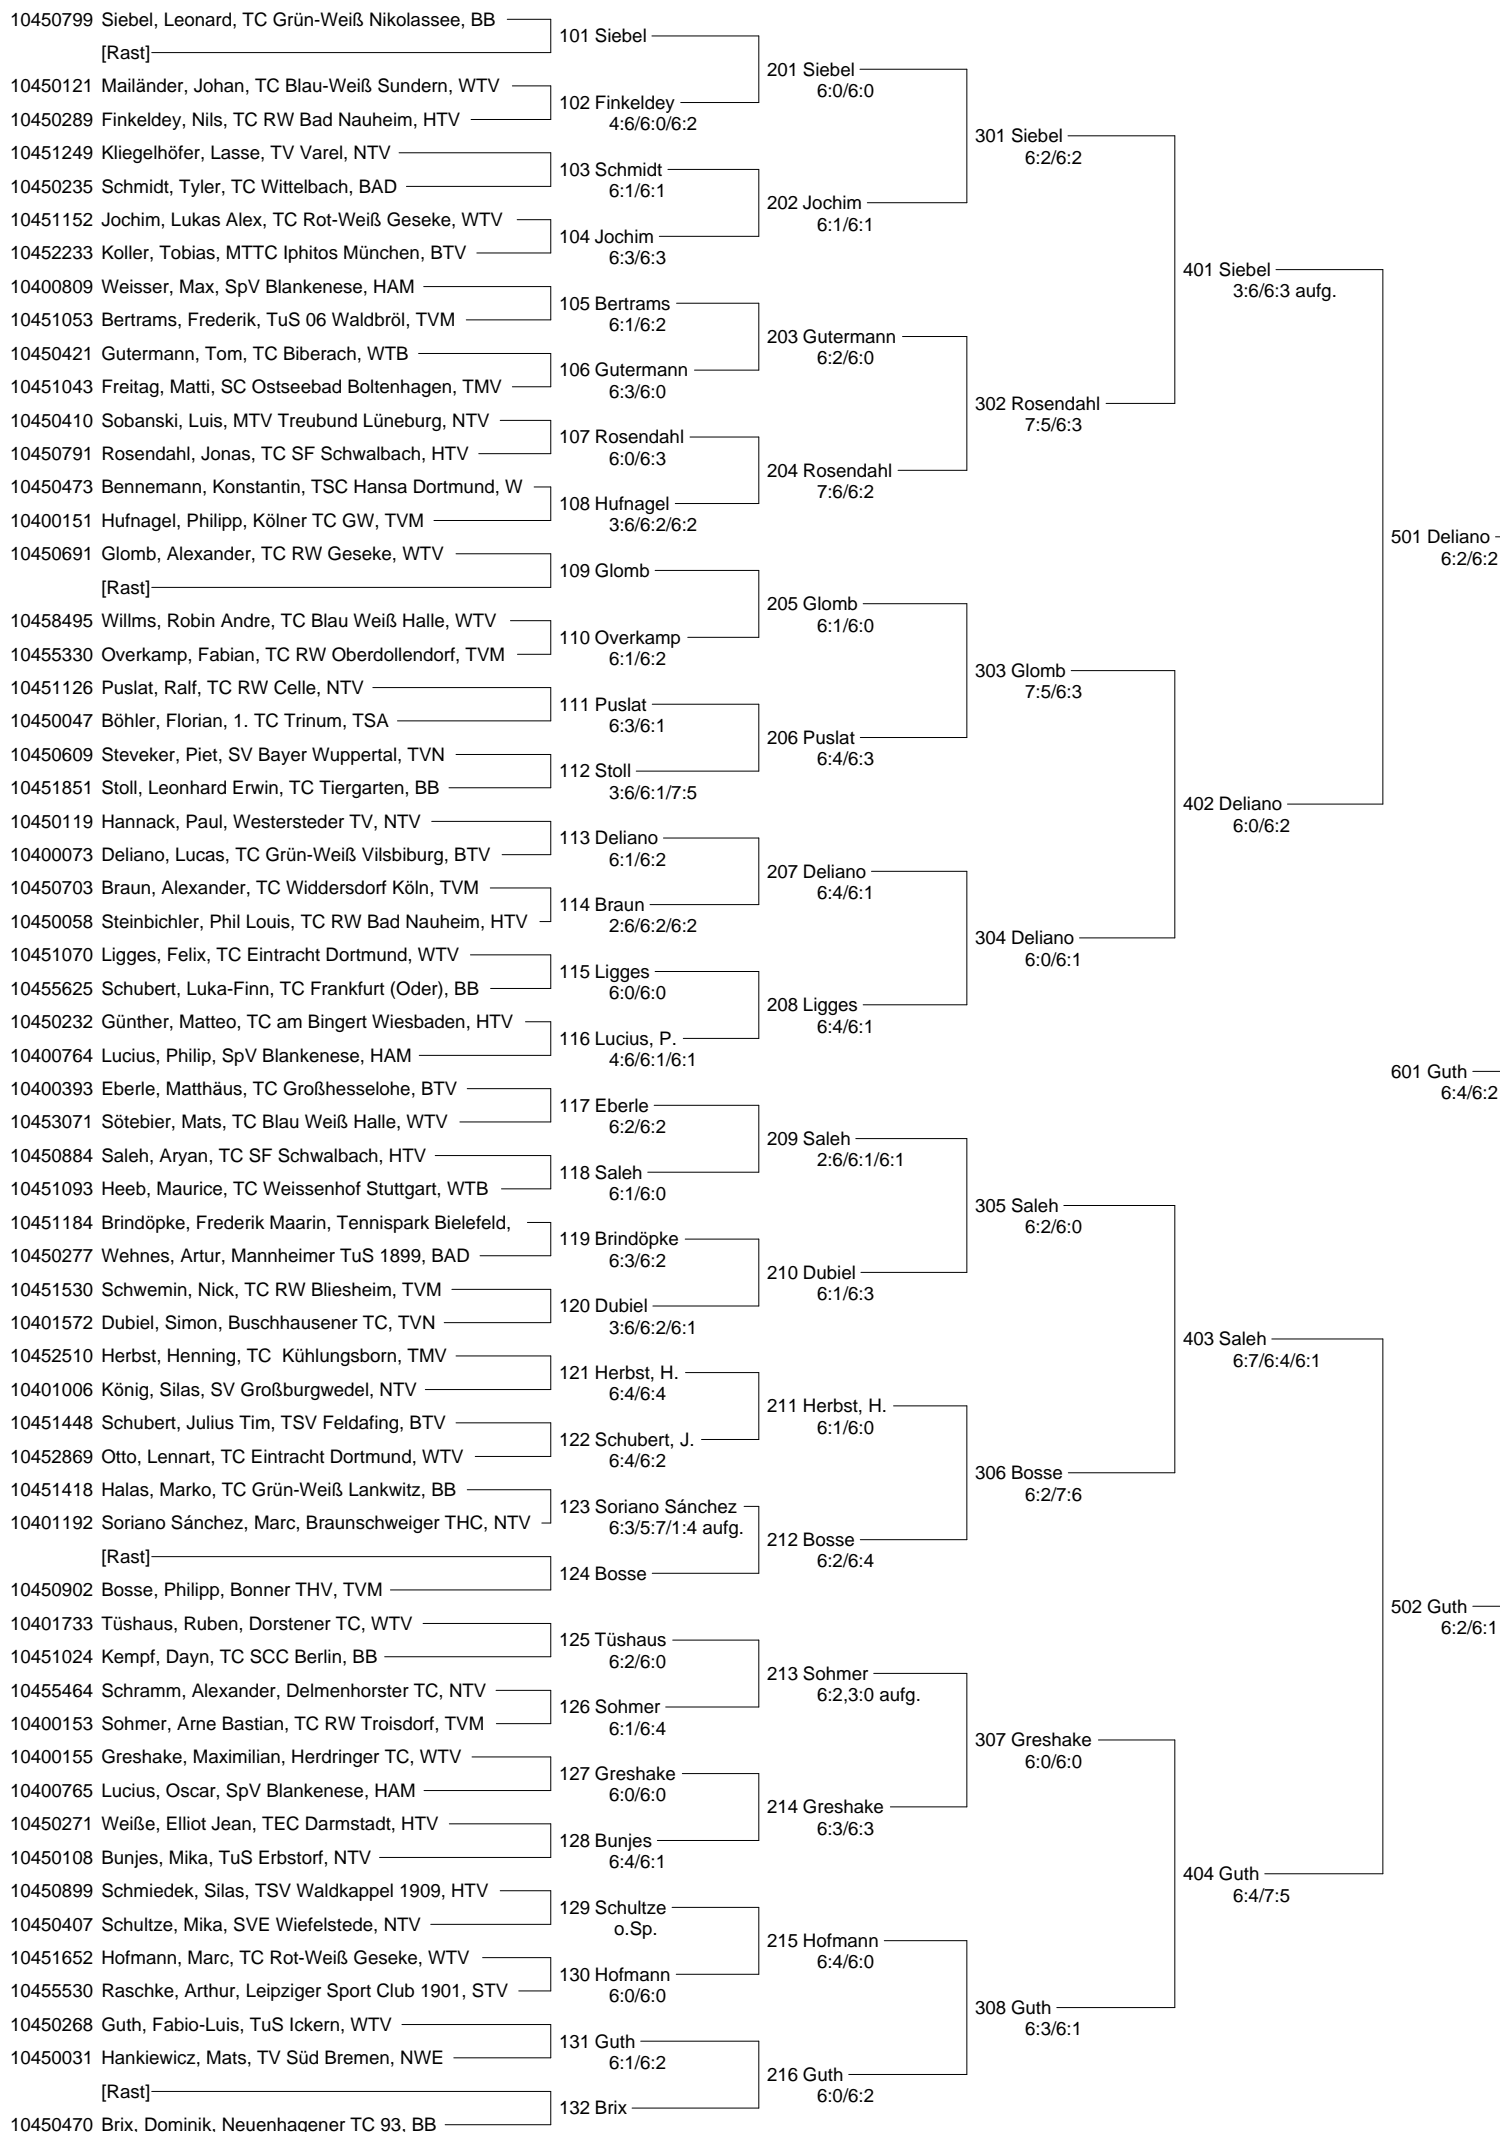 10450799 Siebel, Leonard, TC Grün-Weiß Nikolassee, BB
[Rast]
10450121 Mailänder, Johan, TC Blau-Weiß Sundern, WTV
10450289 Finkeldey, Nils, TC RW Bad Nauheim, HTV
10451249 Kliegelhöfer, Lasse, TV Varel, NTV
10450235 Schmidt, Tyler, TC Wittelbach, BAD
10451152 Jochim, Lukas Alex, TC Rot-Weiß Geseke, WTV
10452233 Koller, Tobias, MTTC Iphitos München, BTV
10400809 Weisser, Max, SpV Blankenese, HAM
10451053 Bertrams, Frederik, TuS 06 Waldbröl, TVM
10450421 Gutermann, Tom, TC Biberach, WTB
10451043 Freitag, Matti, SC Ostseebad Boltenhagen, TMV
10450410 Sobanski, Luis, MTV Treubund Lüneburg, NTV
10450791 Rosendahl, Jonas, TC SF Schwalbach, HTV
10450473 Bennemann, Konstantin, TSC Hansa Dortmund, W
10400151 Hufnagel, Philipp, Kölner TC GW, TVM
10450691 Glomb, Alexander, TC RW Geseke, WTV
[Rast]
10458495 Willms, Robin Andre, TC Blau Weiß Halle, WTV
10455330 Overkamp, Fabian, TC RW Oberdollendorf, TVM
10451126 Puslat, Ralf, TC RW Celle, NTV
10450047 Böhler, Florian, 1. TC Trinum, TSA
10450609 Steveker, Piet, SV Bayer Wuppertal, TVN
10451851 Stoll, Leonhard Erwin, TC Tiergarten, BB
10450119 Hannack, Paul, Westersteder TV, NTV
10400073 Deliano, Lucas, TC Grün-Weiß Vilsbiburg, BTV
10450703 Braun, Alexander, TC Widdersdorf Köln, TVM
10450058 Steinbichler, Phil Louis, TC RW Bad Nauheim, HTV
10451070 Ligges, Felix, TC Eintracht Dortmund, WTV
10455625 Schubert, Luka-Finn, TC Frankfurt (Oder), BB
10450232 Günther, Matteo, TC am Bingert Wiesbaden, HTV
10400764 Lucius, Philip, SpV Blankenese, HAM
10400393 Eberle, Matthäus, TC Großhesselohe, BTV
10453071 Sötebier, Mats, TC Blau Weiß Halle, WTV
10450884 Saleh, Aryan, TC SF Schwalbach, HTV
10451093 Heeb, Maurice, TC Weissenhof Stuttgart, WTB
10451184 Brindöpke, Frederik Maarin, Tennispark Bielefeld,
10450277 Wehnes, Artur, Mannheimer TuS 1899, BAD
10451530 Schwemin, Nick, TC RW Bliesheim, TVM
10401572 Dubiel, Simon, Buschhausener TC, TVN
10452510 Herbst, Henning, TC Kühlungsborn, TMV
10401006 König, Silas, SV Großburgwedel, NTV
10451448 Schubert, Julius Tim, TSV Feldafing, BTV
10452869 Otto, Lennart, TC Eintracht Dortmund, WTV
10451418 Halas, Marko, TC Grün-Weiß Lankwitz, BB
10401192 Soriano Sánchez, Marc, Braunschweiger THC, NTV
[Rast]
10450902 Bosse, Philipp, Bonner THV, TVM
10401733 Tüshaus, Ruben, Dorstener TC, WTV
10451024 Kempf, Dayn, TC SCC Berlin, BB
10455464 Schramm, Alexander, Delmenhorster TC, NTV
10400153 Sohmer, Arne Bastian, TC RW Troisdorf, TVM
10400155 Greshake, Maximilian, Herdringer TC, WTV
10400765 Lucius, Oscar, SpV Blankenese, HAM
10450271 Weiße, Elliot Jean, TEC Darmstadt, HTV
10450108 Bunjes, Mika, TuS Erbstorf, NTV
10450899 Schmiedek, Silas, TSV Waldkappel 1909, HTV
10450407 Schultze, Mika, SVE Wiefelstede, NTV
10451652 Hofmann, Marc, TC Rot-Weiß Geseke, WTV
10455530 Raschke, Arthur, Leipziger Sport Club 1901, STV
10450268 Guth, Fabio-Luis, TuS Ickern, WTV
10450031 Hankiewicz, Mats, TV Süd Bremen, NWE
[Rast]
10450470 Brix, Dominik, Neuenhagener TC 93, BB
101 Siebel
102 Finkeldey
4:6/6:0/6:2
103 Schmidt
6:1/6:1
104 Jochim
6:3/6:3
105 Bertrams
6:1/6:2
106 Gutermann
6:3/6:0
107 Rosendahl
6:0/6:3
108 Hufnagel
3:6/6:2/6:2
109 Glomb
110 Overkamp
6:1/6:2
111 Puslat
6:3/6:1
112 Stoll
3:6/6:1/7:5
113 Deliano
6:1/6:2
114 Braun
2:6/6:2/6:2
115 Ligges
6:0/6:0
116 Lucius, P.
4:6/6:1/6:1
117 Eberle
6:2/6:2
118 Saleh
6:1/6:0
119 Brindöpke
6:3/6:2
120 Dubiel
3:6/6:2/6:1
121 Herbst, H.
6:4/6:4
122 Schubert, J.
6:4/6:2
123 Soriano Sánchez
6:3/5:7/1:4 aufg.
124 Bosse
125 Tüshaus
6:2/6:0
126 Sohmer
6:1/6:4
127 Greshake
6:0/6:0
128 Bunjes
6:4/6:1
129 Schultze
o.Sp.
130 Hofmann
6:0/6:0
131 Guth
6:1/6:2
132 Brix
201 Siebel
6:0/6:0
202 Jochim
6:1/6:1
203 Gutermann
6:2/6:0
204 Rosendahl
7:6/6:2
205 Glomb
6:1/6:0
206 Puslat
6:4/6:3
207 Deliano
6:4/6:1
208 Ligges
6:4/6:1
209 Saleh
2:6/6:1/6:1
210 Dubiel
6:1/6:3
211 Herbst, H.
6:1/6:0
212 Bosse
6:2/6:4
213 Sohmer
6:2,3:0 aufg.
214 Greshake
6:3/6:3
215 Hofmann
6:4/6:0
216 Guth
6:0/6:2
301 Siebel
6:2/6:2
302 Rosendahl
7:5/6:3
303 Glomb
7:5/6:3
304 Deliano
6:0/6:1
305 Saleh
6:2/6:0
306 Bosse
6:2/7:6
307 Greshake
6:0/6:0
308 Guth
6:3/6:1
401 Siebel
3:6/6:3 aufg.
402 Deliano
6:0/6:2
403 Saleh
6:7/6:4/6:1
404 Guth
6:4/7:5
501 Deliano
6:2/6:2
502 Guth
6:2/6:1
601 Guth
6:4/6:2